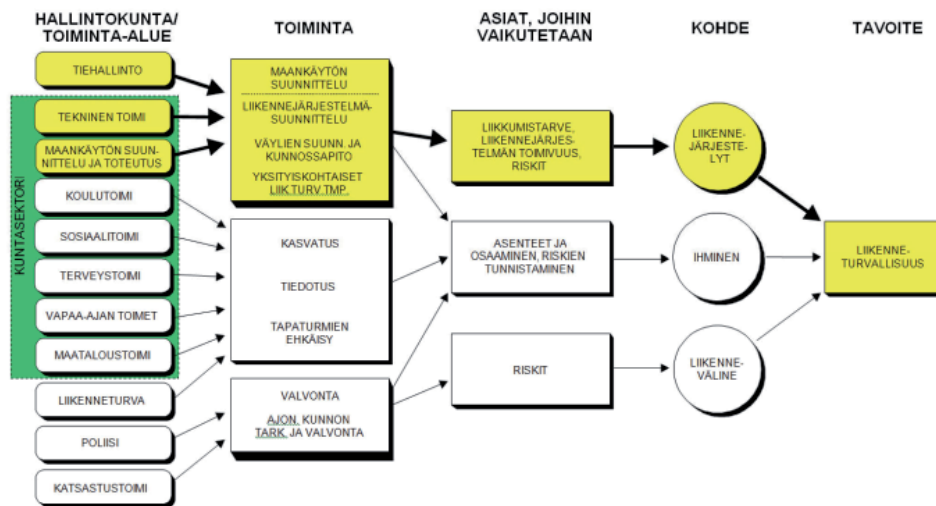 HALLINTOKUNTA/
TOIMINTA-ALUE
TOIMINTA
ASIAT, JOIHIN
VAIKUTETAAN
KOHDE
TAVOITE
KUNTASEKTORI
TIEHALLINTO
TEKNINEN TOIMI
MAANKÄYTÖN SUUN-
NITTELU JA TOTEUTUS
KOULUTOIMI
SOSIAALITOIMI
TERVEYSTOIMI
VAPAA-AJAN TOIMET
MAATALOUSTOIMI
LIIKENNETURVA
POLIISI
KATSASTUSTOIMI
MAANKÄYTÖN
SUUNNITTELU
LIIKENNEJÄRJESTELMÄ-
SUUNNITTELU
VÄYLIEN SUUNN. JA
KUNNOSSAPITO
YKSITYISKOHTAISET
LIIK.TURV.TMP.
KASVATUS
TIEDOTUS
TAPATURMIEN
EHKÄISY
VALVONTA
AJON. KUNNON
TARK. JA VALVONTA
LIIKKUMISTARVE,
LIIKENNEJÄRJES-
TELMÄN TOIMIVUUS,
RISKIT
ASENTEET JA
OSAAMINEN, RISKIEN
TUNNISTAMINEN
RISKIT
LIIKENNE-
JÄRJESTE-
LYT
IHMINEN
LIIKENNE-
VÄLINE
LIIKENNE-
TURVALLISUUS